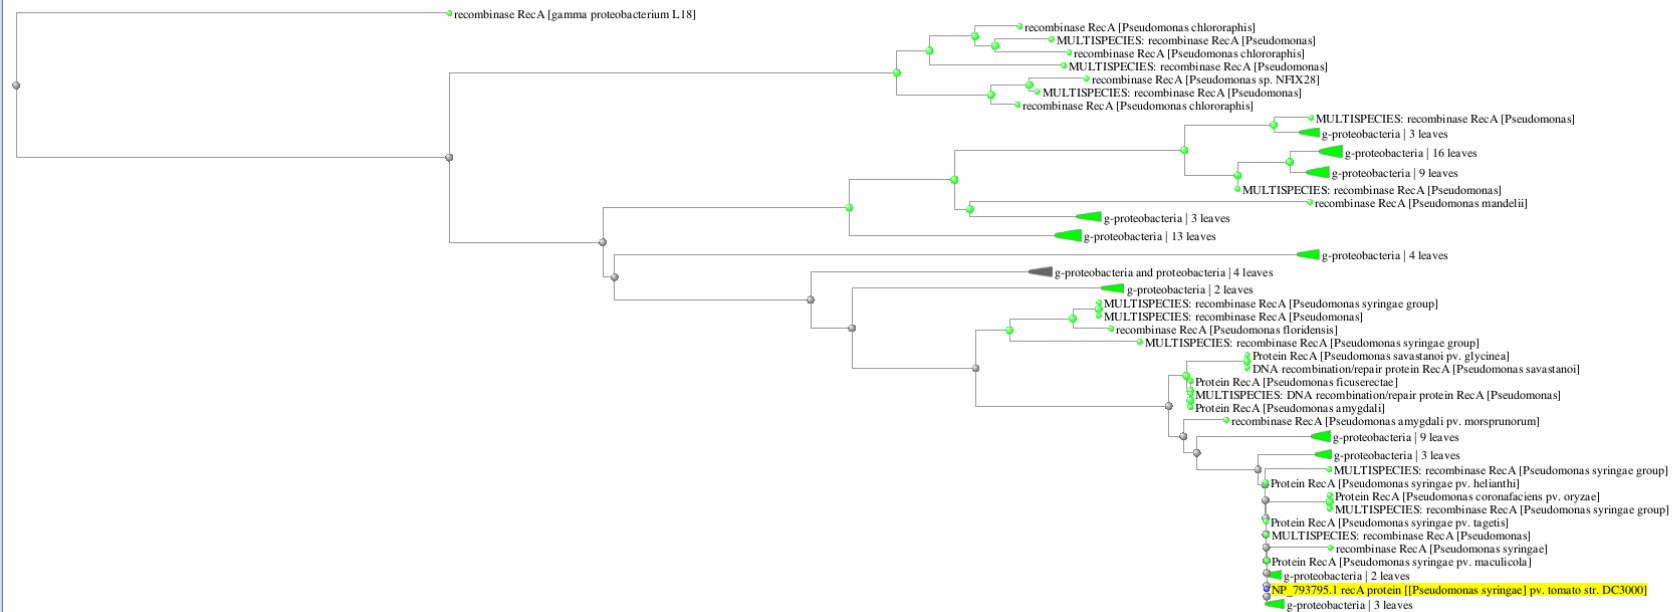 recombinase RecA [gamma proteobacterium L18]
recombinase RecA [Pseudomonas chlororaphis]
MULTISPECIES: recombinase RecA [Pseudomonas]
recombinase RecA [Pseudomonas chlororaphis]
MULTISPECIES: recombinase RecA [Pseudomonas]
recombinase RecA [Pseudomonas sp. NFIX28]
MULTISPECIES: recombinase RecA [Pseudomonas]
recombinase RecA [Pseudomonas chlororaphis]
MULTISPECIES: recombinase RecA [Pseudomonas]
g-proteobacteria | 3 leaves
g-proteobacteria | 16 leaves
g-proteobacteria | 9 leaves
MULTISPECIES: recombinase RecA [Pseudomonas]
recombinase RecA [Pseudomonas mandelii]
g-proteobacteria | 3 leaves
g-proteobacteria | 13 leaves
g-proteobacteria | 4 leaves
g-proteobacteria and proteobacteria | 4 leaves
g-proteobacteria | 2 leaves
MULTISPECIES: recombinase RecA [Pseudomonas syringae group]
MULTISPECIES: recombinase RecA [Pseudomonas]
recombinase RecA [Pseudomonas floridensis]
MULTISPECIES: recombinase RecA [Pseudomonas syringae group]
Protein RecA [Pseudomonas savastanoi pv. glycinea]
DNA recombination/repair protein RecA [Pseudomonas savastanoi]
Protein RecA [Pseudomonas ficuserectae]
MULTISPECIES: DNA recombination/repair protein RecA [Pseudomonas]
Protein RecA [Pseudomonas amygdali]
recombinase RecA [Pseudomonas amygdali pv. morsprunorum]
g-proteobacteria | 9 leaves
g-proteobacteria | 3 leaves
MULTISPECIES: recombinase RecA [Pseudomonas syringae group]
Protein RecA [Pseudomonas syringae pv. helianthi]
Protein RecA [Pseudomonas coronafaciens pv. oryzae]
MULTISPECIES: recombinase RecA [Pseudomonas syringae group]
Protein RecA [Pseudomonas syringae pv. tagetis]
MULTISPECIES: recombinase RecA [Pseudomonas]
recombinase RecA [Pseudomonas syringae]
Protein RecA [Pseudomonas syringae pv. maculicola]
g-proteobacteria | 2 leaves
NP_793795.1 recA protein [[Pseudomonas syringae] pv. tomato str. DC3000]
g-proteobacteria | 3 leaves